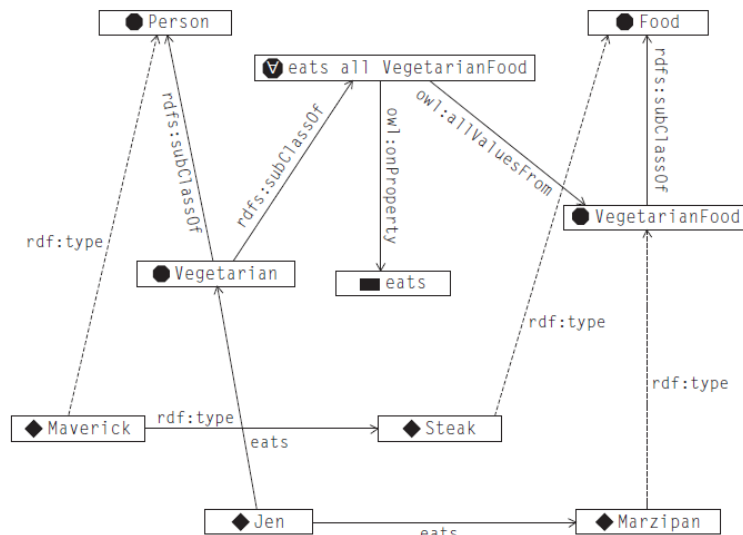 Person
Food
∀ eats all VegetarianFood
rdfs:subClassOf
rdfs:subClassOf
owl:onProperty
owl:allValuesFrom
rdfs:subClassOf
VegetarianFood
rdf:type
Vegetarian
eats
rdf:type
rdf:type
Maverick
rdf:type
Steak
eats
Jen
eats
Marzipan